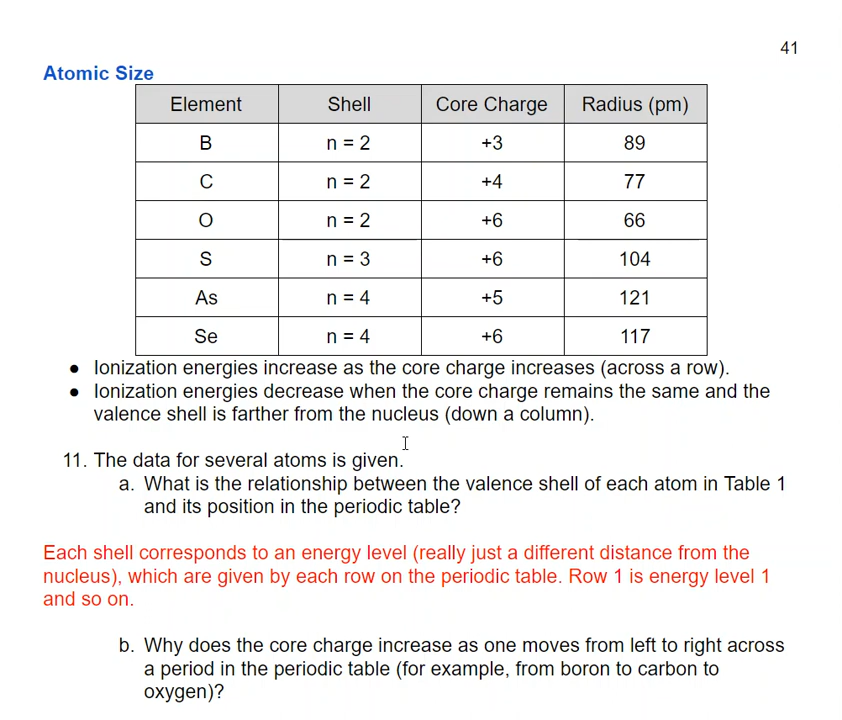 41
Atomic Size
Element Shell Core Charge Radius (pm)
B n = 2 +3 89
C n = 2 +4 77
O n = 2 +6 66
S n = 3 +6 104
As n = 4 +5 121
Se n = 4 +6 117
● Ionization energies increase as the core charge increases (across a row).
● Ionization energies decrease when the core charge remains the same and the
valence shell is farther from the nucleus (down a column).
11. The data for several atoms is given.
a. What is the relationship between the valence shell of each atom in Table 1
and its position in the periodic table?
Each shell corresponds to an energy level (really just a different distance from the
nucleus), which are given by each row on the periodic table. Row 1 is energy level 1
and so on.
b. Why does the core charge increase as one moves from left to right across
a period in the periodic table (for example, from boron to carbon to
oxygen)?